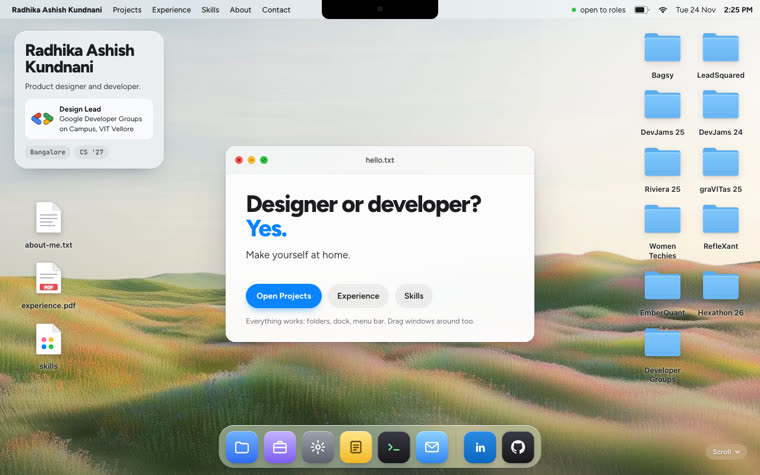 Radhika Ashish Kundnani Projects Experience Skills About Contact
open to roles Tue 24 Nov 2:25 PM
Radhika Ashish
Kundnani
Product designer and developer.
Design Lead
Google Developer Groups
on Campus, VIT Vellore
Bangalore CS '27
about-me.txt
PDF
experience.pdf
skills
hello.txt
Designer or developer?
Yes.
Make yourself at home.
Open Projects Experience Skills
Everything works: folders, dock, menu bar. Drag windows around too.
Bagsy LeadSquared
DevJams 25 DevJams 24
Riviera 25 graVITas 25
Women
Techies
RefleXant
EmberQuant Hexathon 26
Developer
Groups
in
Scroll